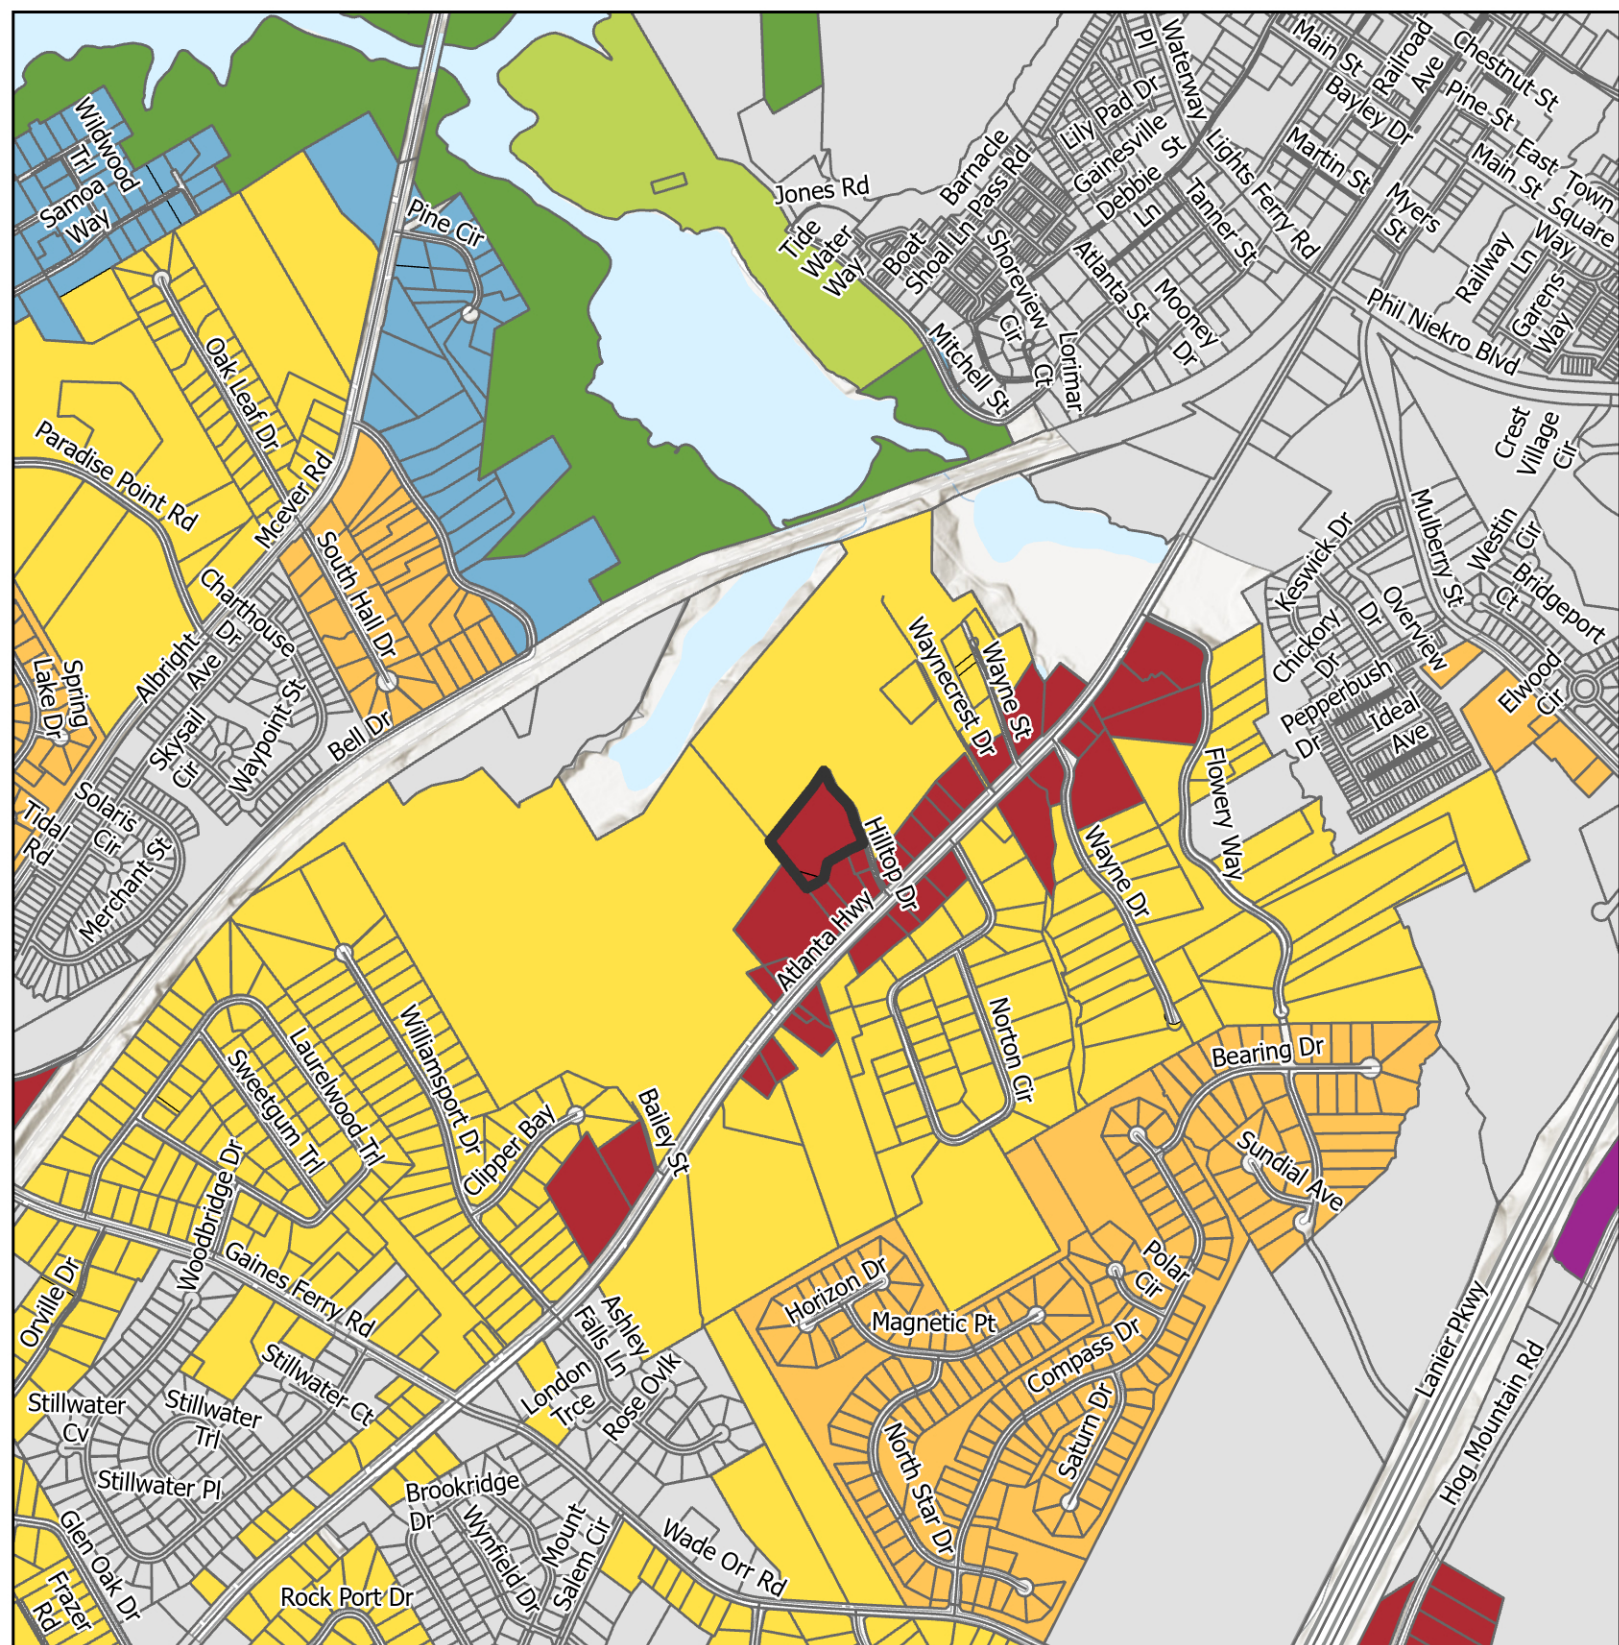 Main St
Railroad
Ave
Chestnut St
Waterway
Pl
Bayley Dr
Pine St
East
Main St
Town
Square
Way
Lily Pad Dr
Gainesville
St
Debbie
Ln
Lights Ferry Rd
Martin St
Myers
St
Tanner St
Barnacle
Pass Rd
Jones Rd
Tide
Water
Way
Boat
Shoal Ln
Shoreview
Cir
Atlanta St
Mooney
Dr
Railway
Ln
Garens
Way
Phil Niekro Blvd
Lorimar
Ct
Mitchell St
Wildwood
Trl
Samoa
Way
Pine Cir
Oak Leaf Dr
Paradise Point Rd
Mcever Rd
South Hall Dr
Charthouse
Dr
Albright
Ave
Spring
Lake Dr
Skysail
Cir
Waypoint St
Bell Dr
Solaris
Cir
Tidal
Rd
Merchant St
Crest
Village
Cir
Mulberry St
Westin
Cir
Bridgeport
Ct
Keswick Dr
Chickory
Dr
Overview
Dr
Pepperbush
Dr
Ideal
Ave
Elwood
Cir
Waynecrest Dr
Wayne St
Flowery Way
Wayne Dr
Hilltop Dr
Atlanta Hwy
Norton Cir
Bearing Dr
Sundial Ave
Polar
Cir
Williamsport Dr
Laurelwood Trl
Sweetgum Trl
Clipper Bay
Bailey St
Woodbridge Dr
Gaines Ferry Rd
Orville Dr
Horizon Dr
Magnetic Pt
Compass Dr
Saturn Dr
North Star Dr
Ashley
Falls Ln
London
Trce
Rose Ovlk
Stillwater Ct
Stillwater
Cv
Stillwater
Trl
Stillwater Pl
Glen Oak Dr
Frazer
Rd
Brookridge
Dr
Wynfield Dr
Mount
Salem Cir
Rock Port Dr
Wade Orr Rd
Lanier Pkwy
Hog Mountain Rd